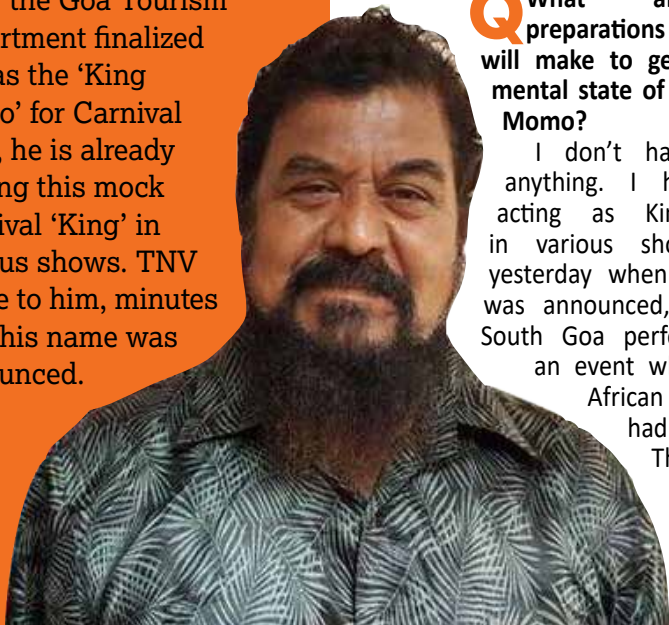 the Goa Tourism
rtment finalized
as the ‘King
o’ for Carnival
, he is already
ng this mock
ival ‘King’ in
us shows. TNV
e to him, minutes
his name was
unced.
Q What
preparations
will make to ge
mental state of
Momo?
I don't ha
anything. I h
acting as Kin
in various sho
yesterday when
was announced,
South Goa perfo
an event w
African
had
Th